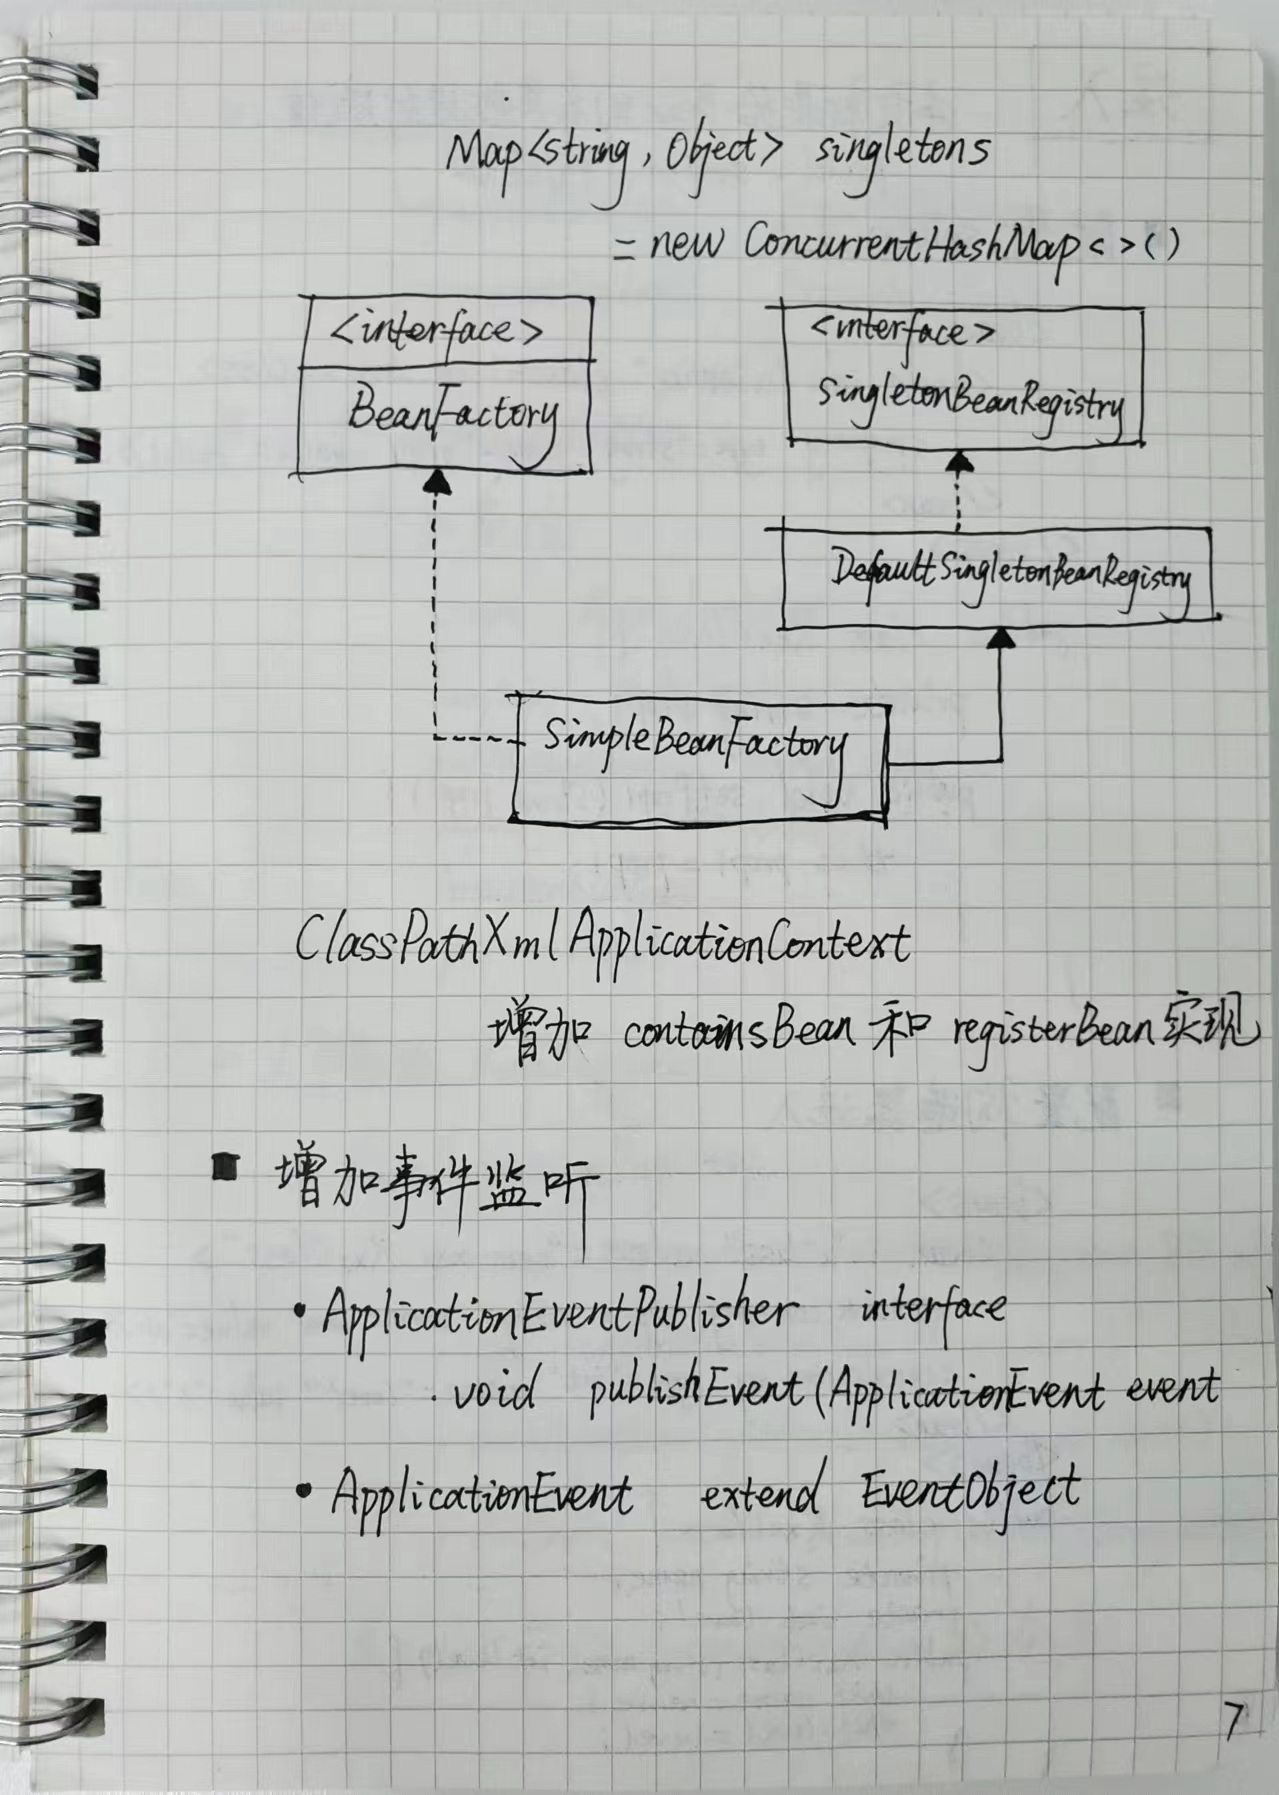 Map<string, Object> singletons
= new ConcurrentHashMap<>()
<interface>
BeanFactory
<interface>
SingletonBeanRegistry
DefaultSingletonBeanRegistry
SimpleBeanFactory
ClassPathXmlApplicationContext
增加 containsBean 和 registerBean 实现
■ 增加事件监听
• ApplicationEventPublisher interface
. void publishEvent(ApplicationEvent event
• ApplicationEvent extend EventObject
7